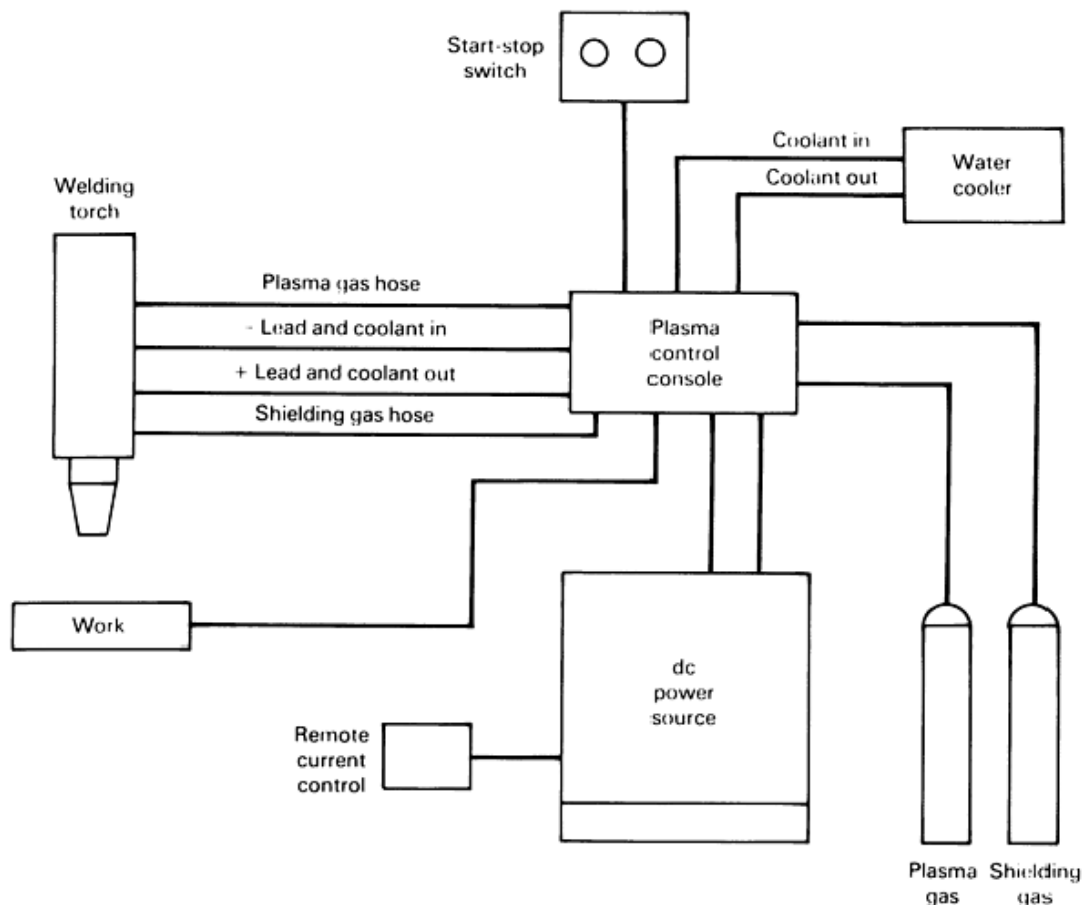 Start-stop
switch
Coolant in
Coolant out
Water
cooler
Welding
torch
Plasma gas hose
- Lead and coolant in
+ Lead and coolant out
Shielding gas hose
Plasma
control
console
Work
dc
power
source
Remote
current
control
Plasma
gas
Shielding
gas